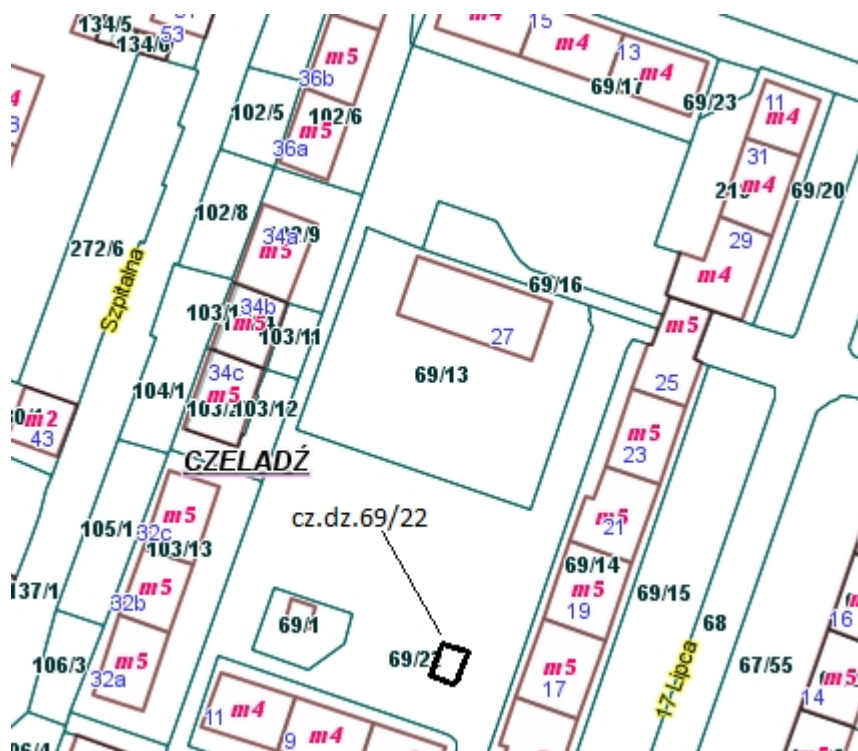 134/5
53
134/6
m5
36b
102/5
102/6
m5
36a
15
m4
m4
13
m4
69/17
69/23
11
m4
31
m4
69/20
29
m4
102/8
272/6
34a
m5
Szpitalna
34b
m5
103/11
69/16
27
m5
25
34c
m5
69/13
104/1
103/12
m2
43
m5
23
CZELADŹ
m5
32c
105/1
103/13
cz.dz.69/22
m5
21
69/14
m5
19
69/15
68
137/1
m5
32b
69/1
16
106/3
m5
32a
m5
17
17-Lipca
67/55
m5
14
m4
11
m4
9